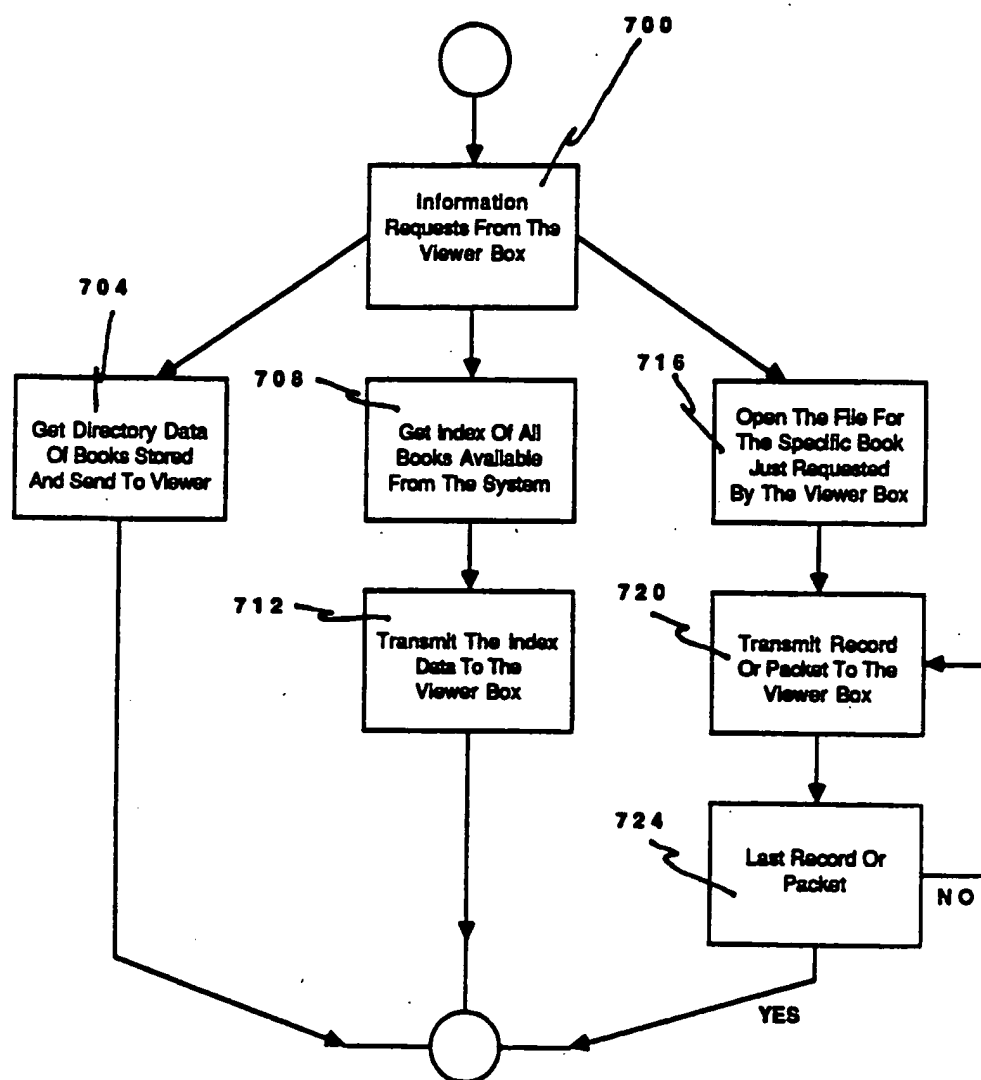 700
Information
Requests From The
Viewer Box
704
Get Directory Data
Of Books Stored
And Send To Viewer
708
Get Index Of All
Books Available
From The System
716
Open The File For
The Specific Book
Just Requested
By The Viewer Box
712
Transmit The Index
Data To The
Viewer Box
720
Transmit Record
Or Packet To The
Viewer Box
724
Last Record Or
Packet
NO
YES